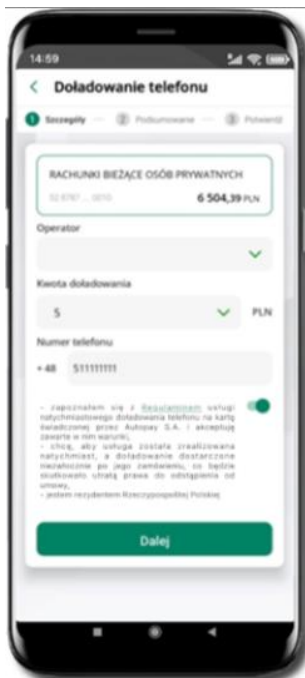 14:59
Doładowanie telefonu
1 Szczegóły 2 Podsumowanie 3 Potwierdź
RACHUNKI BIEŻĄCE OSÓB PRYWATNYCH
6 504,39 PLN
Operator
Kwota doładowania
5 PLN
Numer telefonu
+ 48 511111111
- zapoznałem się z Regulaminem usługi
natychmiastowego doładowania telefonu na kartę
świadczonej przez Autopay S.A. i akceptuję
zawarte w nim warunki,
- chcę, aby usługa została zrealizowana
natychmiast, a doładowanie dostarczone
niezwłocznie po jego zamówieniu, co będzie
skutkowało utratą prawa do odstąpienia od
umowy,
- jestem rezydentem Rzeczypospolitej Polskiej
Dalej